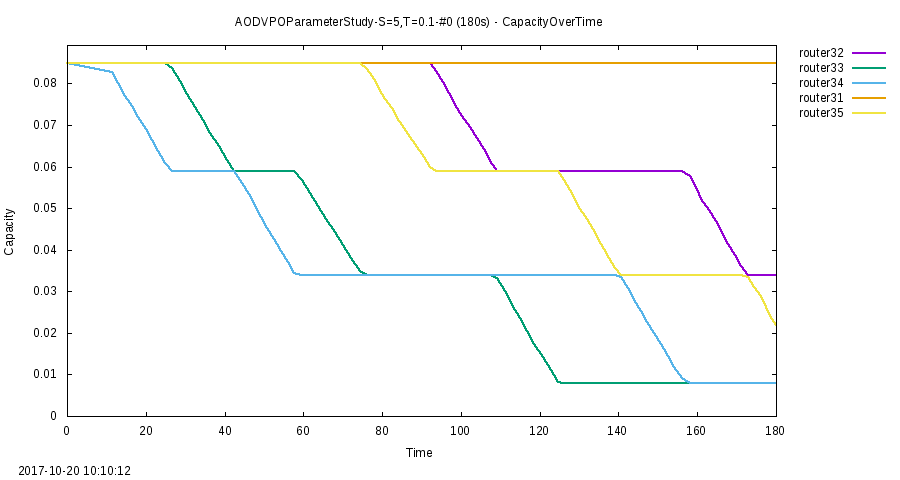 AODVPOParameterStudy-S=5,T=0.1-#0 (180s) - CapacityOverTime
router32
router33
router34
router31
router35
0.08
0.07
0.06
0.05
0.04
0.03
0.02
0.01
0
Capacity
0 20 40 60 80 100 120 140 160 180
Time
2017-10-20 10:10:12